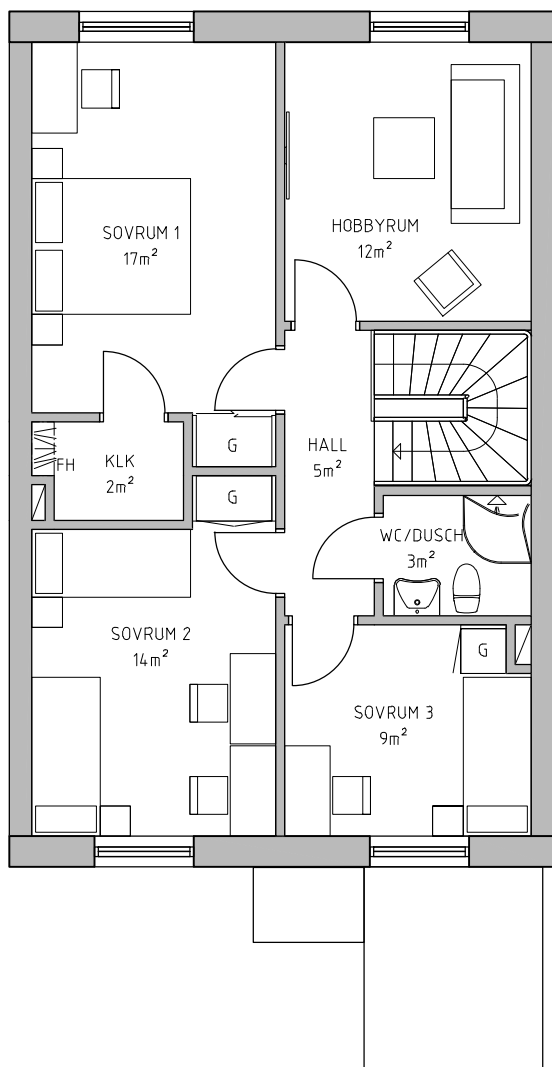 SOVRUM 1
17m²
HOBBYRUM
12m²
KLK
2m²
FH
G
G
HALL
5m²
WC/DUSCH
3m²
SOVRUM 2
14m²
G
SOVRUM 3
9m²